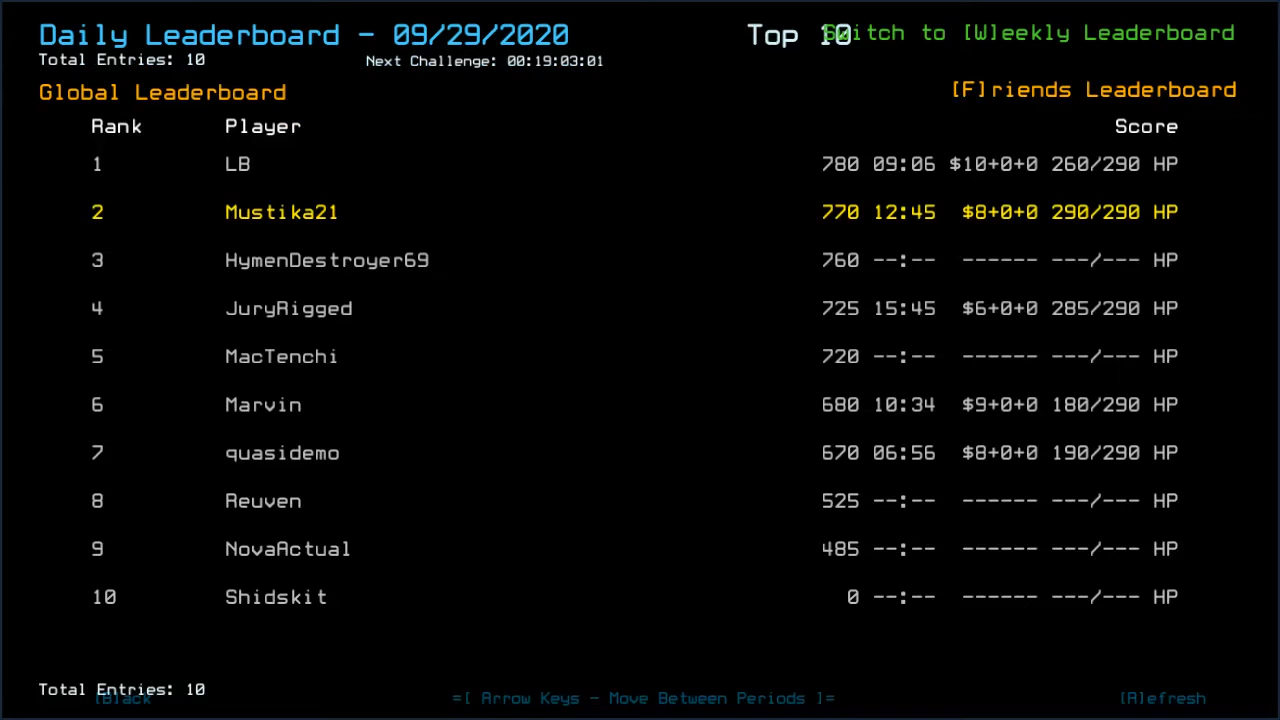 Daily Leaderboard - 09/29/2020 Top 10 Switch to [W]eekly Leaderboard
Total Entries: 10 Next Challenge: 00:19:03:01
Global Leaderboard [F]riends Leaderboard
Rank Player Score
1 LB 780 09:06 $10+0+0 260/290 HP
2 Mustika21 770 12:45 $8+0+0 290/290 HP
3 HymenDestroyer69 760 --:-- ------ ---/--- HP
4 JuryRigged 725 15:45 $6+0+0 285/290 HP
5 MacTenchi 720 --:-- ------ ---/--- HP
6 Marvin 680 10:34 $9+0+0 180/290 HP
7 quasidemo 670 06:56 $8+0+0 190/290 HP
8 Reuven 525 --:-- ------ ---/--- HP
9 NovaActual 485 --:-- ------ ---/--- HP
10 Shidskit 0 --:-- ------ ---/--- HP
Total Entries: 10
[B]ack =[ Arrow Keys - Move Between Periods ]= [R]efresh